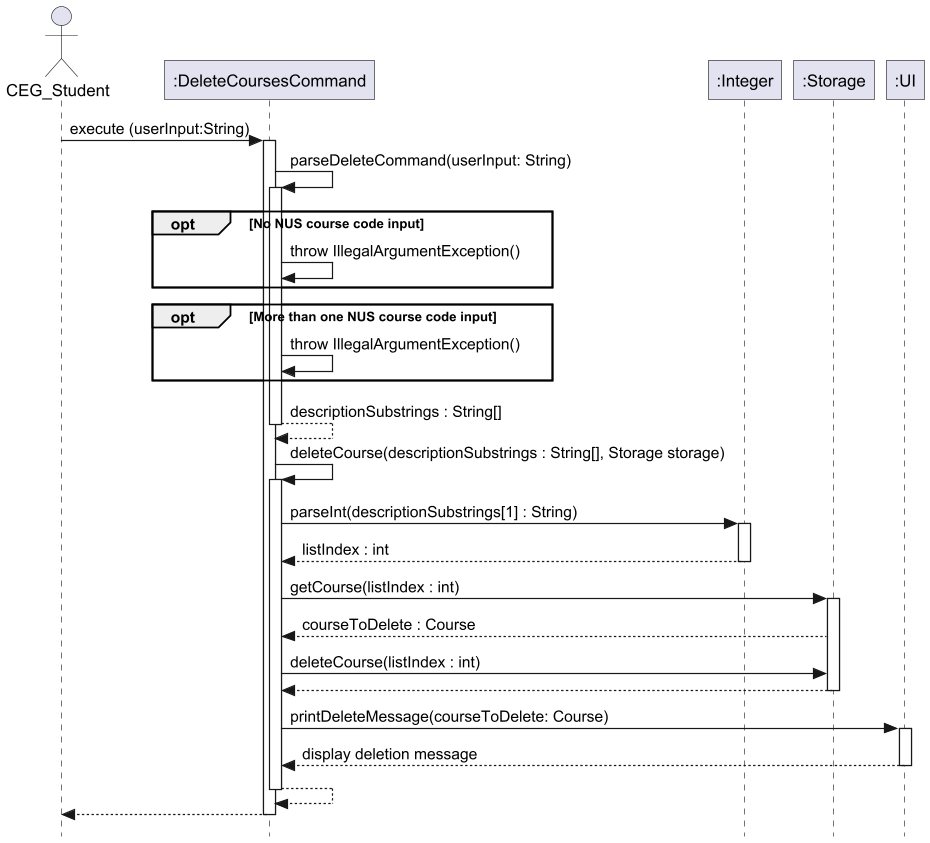 CEG_Student
:DeleteCoursesCommand
:Integer
:Storage
:UI
execute (userInput:String)
parseDeleteCommand(userInput: String)
opt
[No NUS course code input]
throw IllegalArgumentException()
opt
[More than one NUS course code input]
throw IllegalArgumentException()
descriptionSubstrings : String[]
deleteCourse(descriptionSubstrings : String[], Storage storage)
parseInt(descriptionSubstrings[1] : String)
listIndex : int
getCourse(listIndex : int)
courseToDelete : Course
deleteCourse(listIndex : int)
printDeleteMessage(courseToDelete: Course)
display deletion message